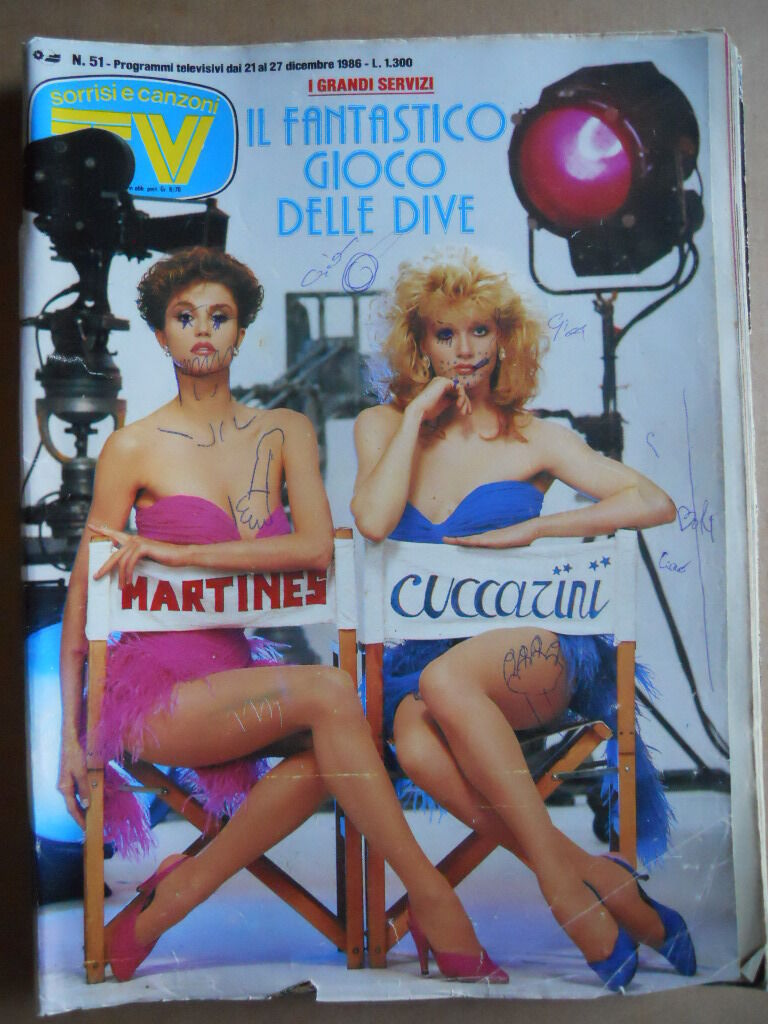 N. 51 - Programmi televisivi dai 21 al 27 dicembre 1986 - L. 1.300
I GRANDI SERVIZI
sorrisi e canzoni
TV
IL FANTASTICO
GIOCO
DELLE DIVE
MARTINES
CUCCARINI
Ciao